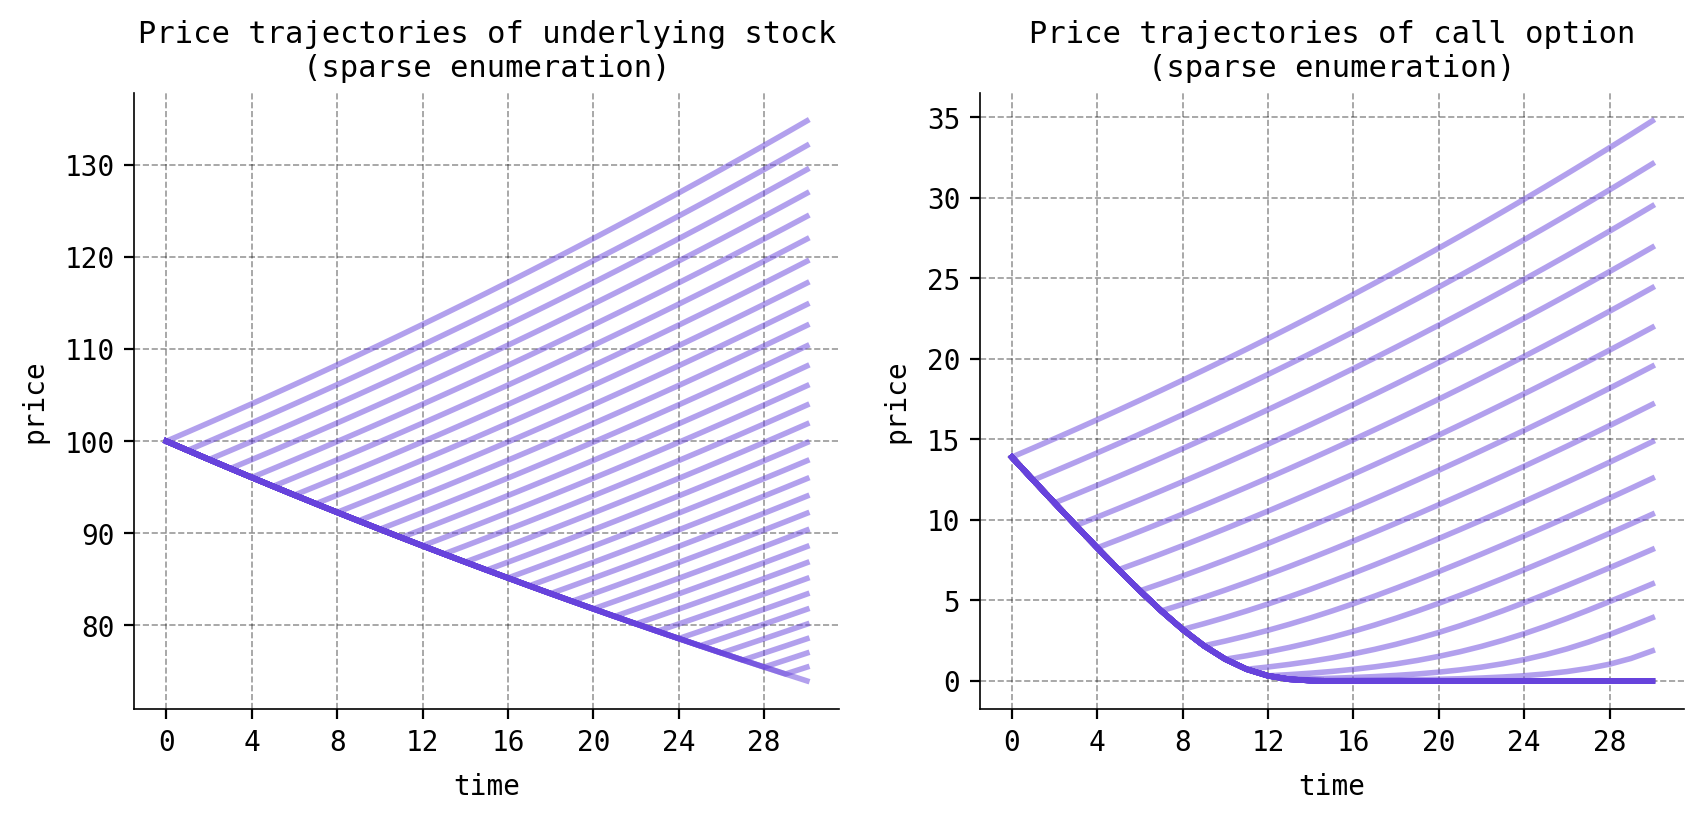 Price trajectories of underlying stock
(sparse enumeration)
130
120
110
100
90
80
price
0 4 8 12 16 20 24 28
time
Price trajectories of call option
(sparse enumeration)
35
30
25
20
15
10
5
0
price
0 4 8 12 16 20 24 28
time